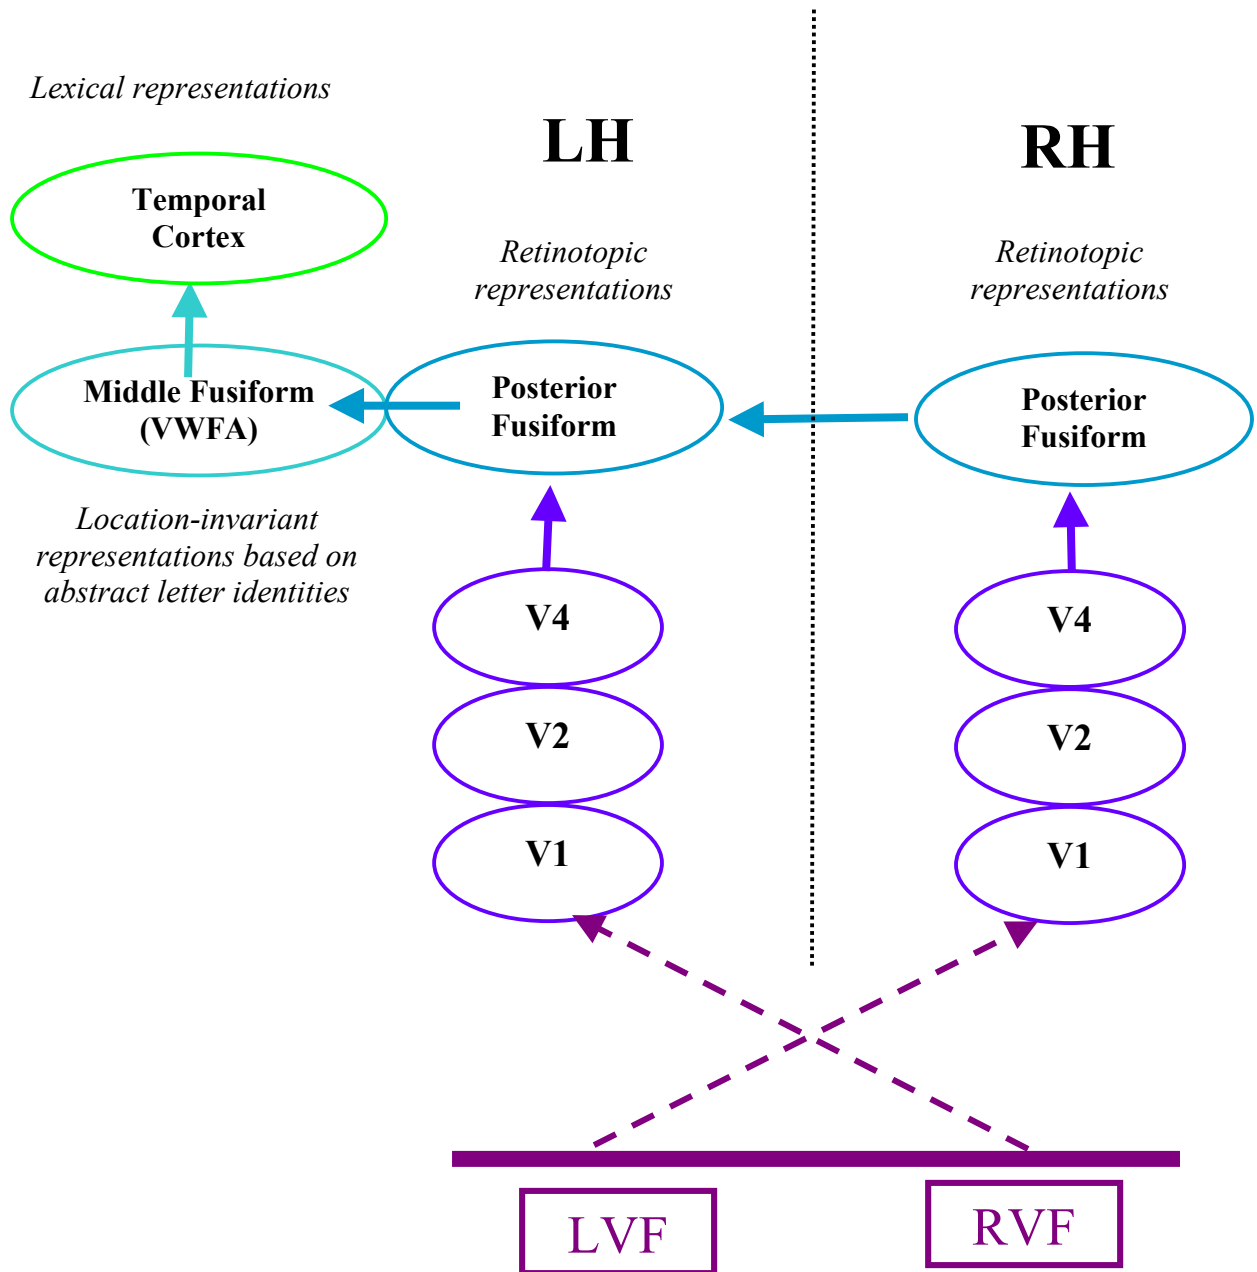 Lexical representations
LH
RH
Temporal
Cortex
Retinotopic
representations
Retinotopic
representations
Middle Fusiform
(VWFA)
Posterior
Fusiform
Posterior
Fusiform
Location-invariant
representations based on
abstract letter identities
V4
V4
V2
V2
V1
V1
LVF
RVF